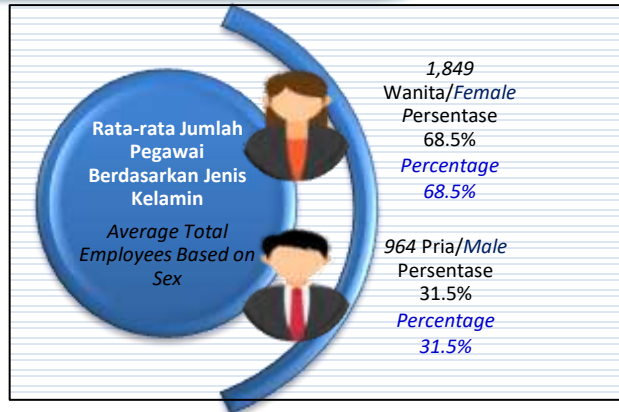 Rata-rata Jumlah
Pegawai
Berdasarkan Jenis
Kelamin
Average Total
Employees Based on
Sex
1,849
Wanita/Female
Persentase
68.5%
Percentage
68.5%
964 Pria/Male
Persentase
31.5%
Percentage
31.5%